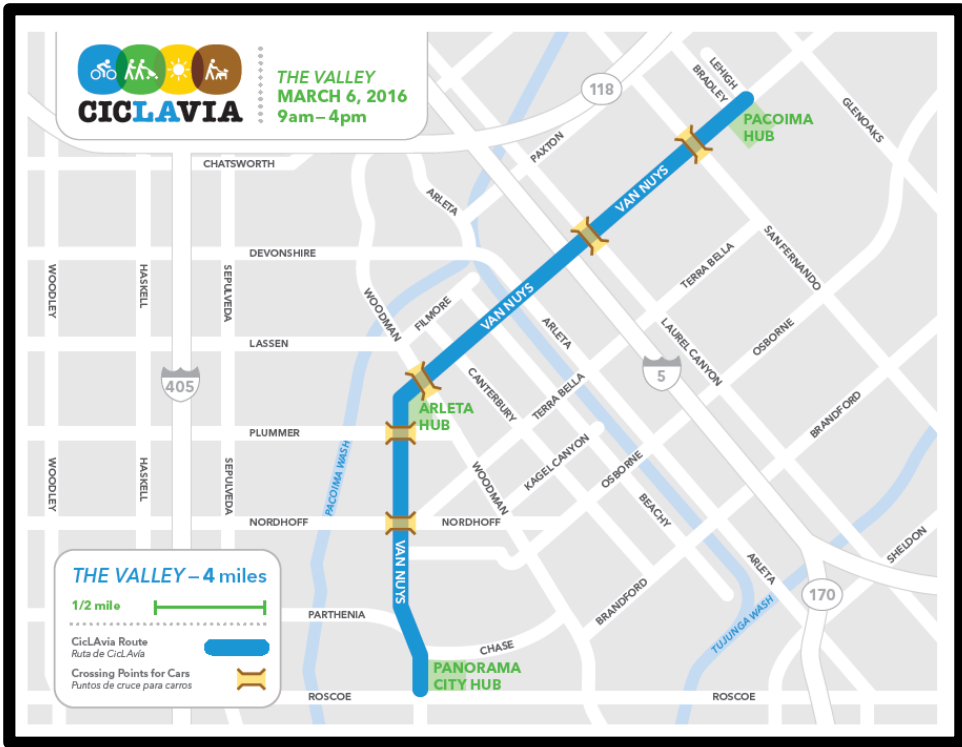 CICLAVIA
THE VALLEY
MARCH 6, 2016
9am–4pm
118
LEHIGH
BRADLEY
GLENOAKS
PACOIMA
HUB
PAXTON
CHATSWORTH
VAN NUYS
ARLETA
SAN FERNANDO
DEVONSHIRE
TERRA BELLA
WOODLEY
HASKELL
SEPULVEDA
WOODMAN
FILMORE
VAN NUYS
ARLETA
LAUREL CANYON
OSBORNE
LASSEN
405
5
CANTERBURY
TERRA BELLA
BRANDFORD
ARLETA
HUB
PLUMMER
PACOIMA WASH
KAGEL CANYON
OSBORNE
WOODLEY
HASKELL
SEPULVEDA
WOODMAN
BEACHY
NORDHOFF
NORDHOFF
VAN NUYS
SHELDON
ARLETA
170
BRANDFORD
TUJUNGA WASH
THE VALLEY – 4 miles
1/2 mile
PARTHENIA
CicLAvia Route
Ruta de CicLAvía
CHASE
Crossing Points for Cars
Puntos de cruce para carros
PANORAMA
CITY HUB
ROSCOE
ROSCOE